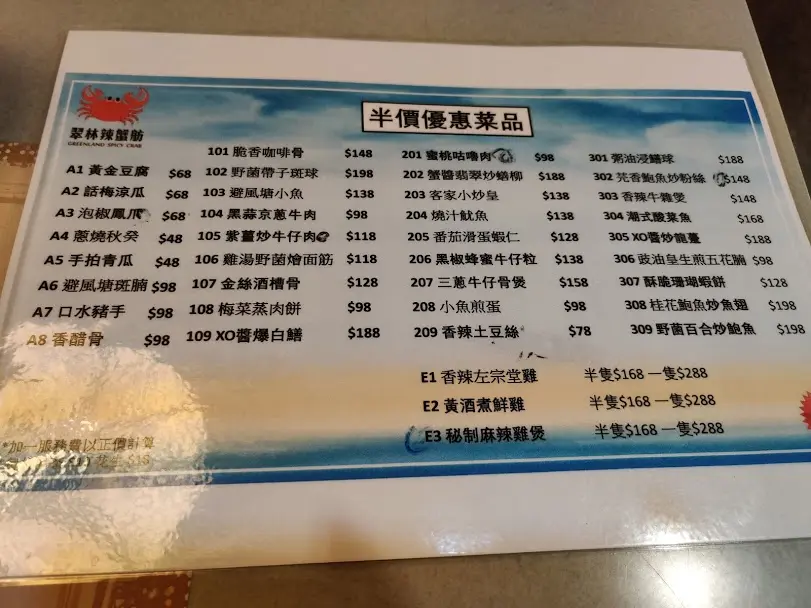 翠林辣蟹舫
GREENLAND SPICY CRAB
半價優惠菜品
A1 黃金豆腐 $68
A2 話梅涼瓜 $68
A3 泡椒鳳爪 $68
A4 蔥燒秋葵 $48
A5 手拍青瓜 $48
A6 避風塘斑腩 $98
A7 口水豬手 $98
A8 香醋骨 $98
101 脆香咖啡骨 $148
102 野菌帶子斑球 $198
103 避風塘小魚 $138
104 黑蒜京蔥牛肉 $98
105 紫薑炒牛仔肉 $118
106 雞湯野菌燴面筋 $118
107 金絲酒糟骨 $128
108 梅菜蒸肉餅 $98
109 XO醬爆白鱔 $188
201 蜜桃咕嚕肉 $98
202 蟹醬翡翠炒蟮柳 $188
203 客家小炒皇 $138
204 燒汁魷魚 $138
205 番茄滑蛋蝦仁 $128
206 黑椒蜂蜜牛仔粒 $138
207 三蔥牛仔骨煲 $158
208 小魚煎蛋 $98
209 香辣土豆絲 $78
301 粥油浸鱔球 $188
302 芫香鮑魚炒粉絲 $148
303 香辣牛雜煲 $148
304 潮式酸菜魚 $168
305 XO醬炒龍躉 $188
306 豉油皇生煎五花腩 $98
307 酥脆珊瑚蝦餅 $128
308 桂花鮑魚炒魚翅 $198
309 野菌百合炒鮑魚 $198
E1 香辣左宗堂雞 半隻$168 一隻$288
E2 黃酒煮鮮雞 半隻$168 一隻$288
E3 秘制麻辣雞煲 半隻$168 一隻$288
*加一服務費以正價計算